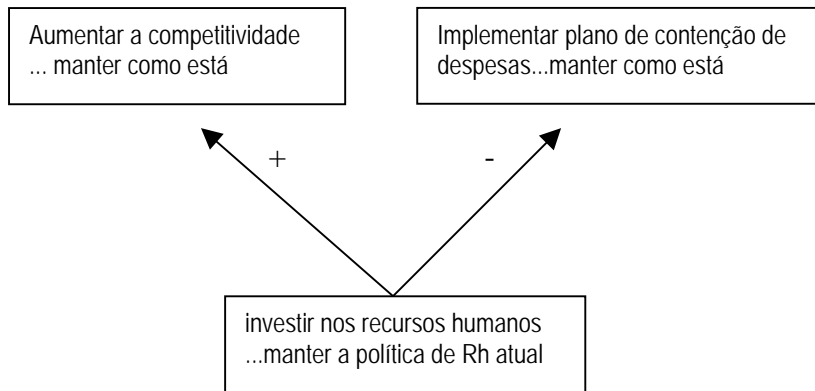 Aumentar a competitividade
... manter como está
Implementar plano de contenção de
despesas...manter como está
+
-
investir nos recursos humanos
...manter a política de Rh atual